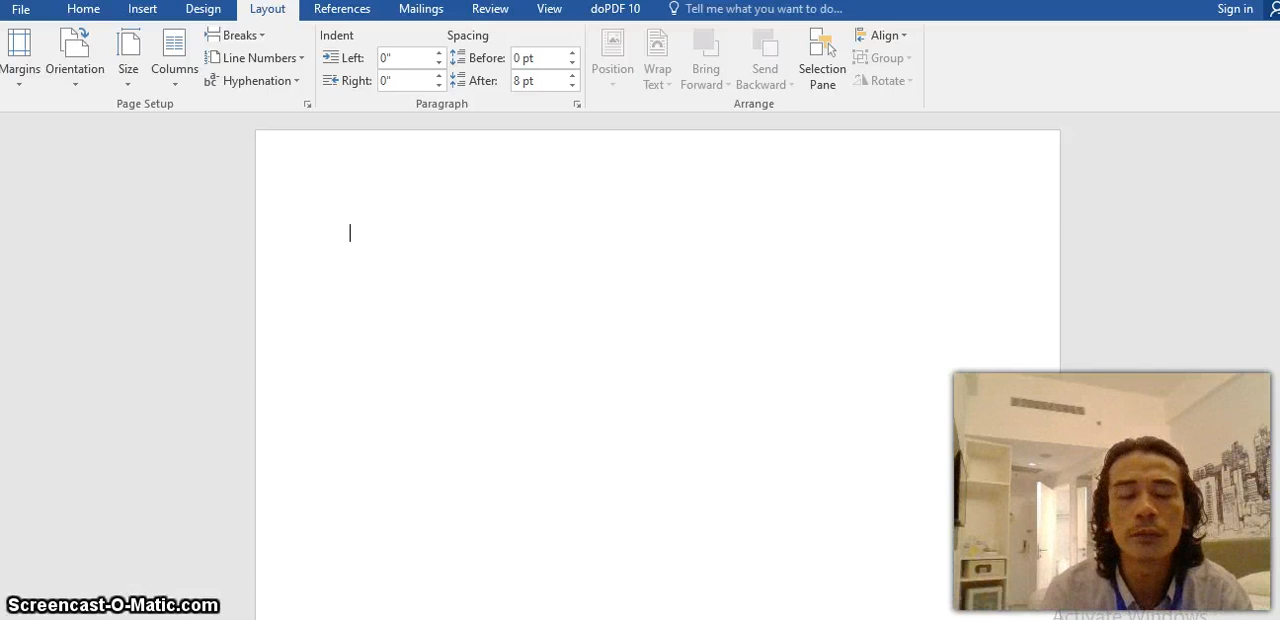 File Home Insert Design Layout References Mailings Review View doPDF 10 Tell me what you want to do... Sign in
Margins
Orientation
Size
Columns
Breaks
Line Numbers
Hyphenation
Page Setup
Indent
Left: 0"
Right: 0"
Spacing
Before: 0 pt
After: 8 pt
Paragraph
Position
Wrap
Text
Bring
Forward
Send
Backward
Selection
Pane
Align
Group
Rotate
Arrange
Screencast-O-Matic.com
Activate Windows